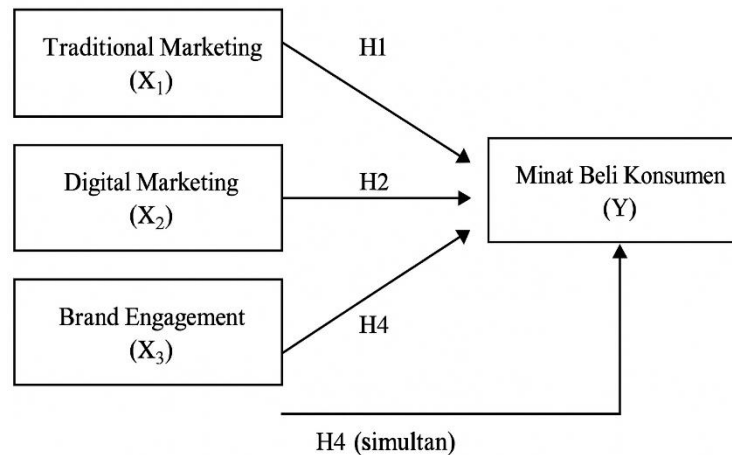 Traditional Marketing
(X₁)
H1
Digital Marketing
(X₂)
H2
Minat Beli Konsumen
(Y)
Brand Engagement
(X₃)
H4
H4 (simultan)